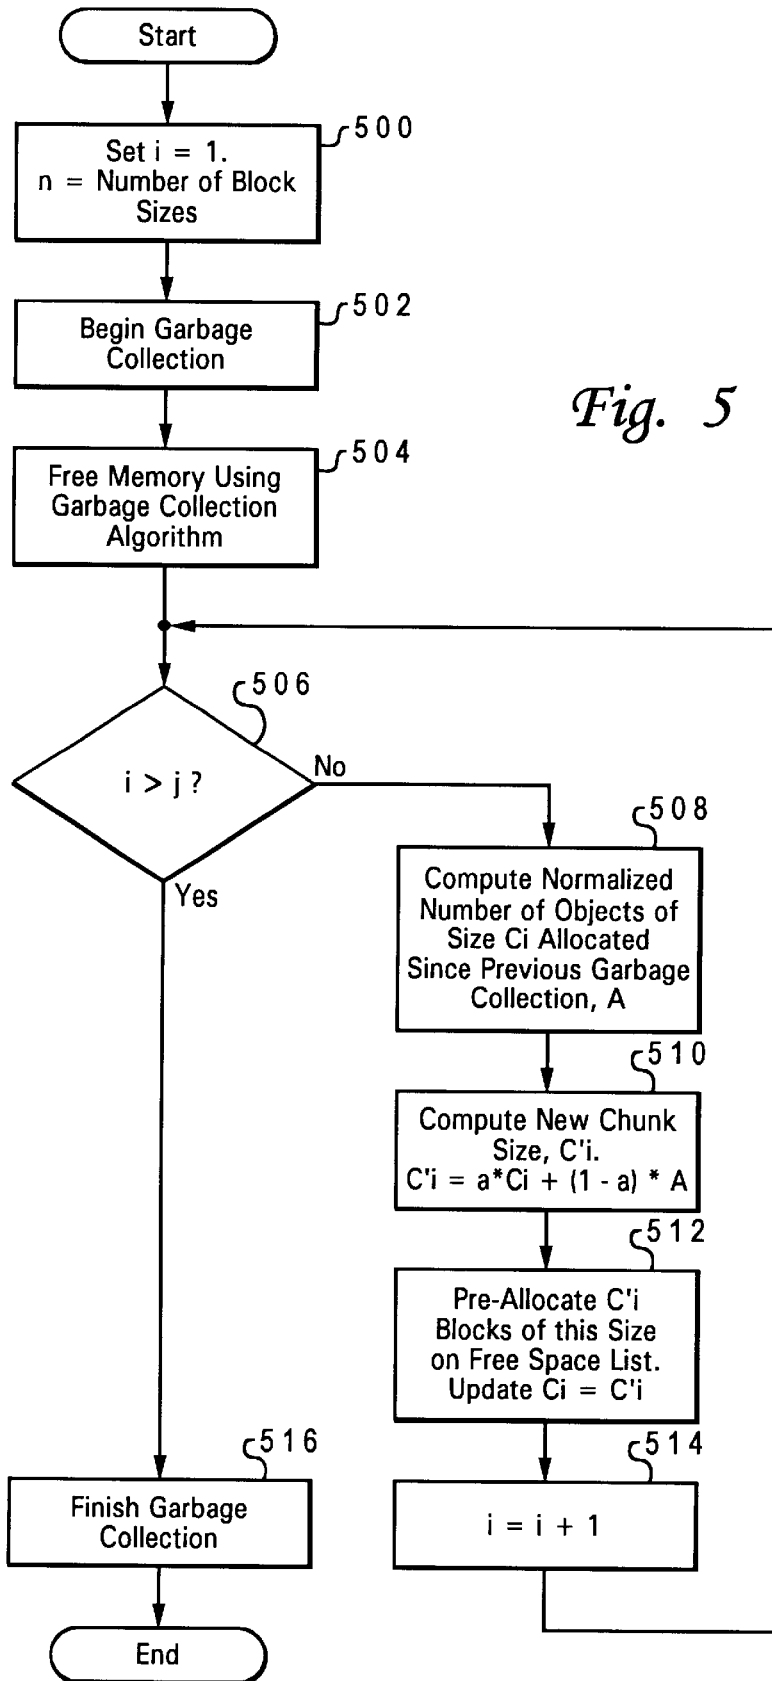 Start
500
Set i = 1.
n = Number of Block
Sizes
502
Begin Garbage
Collection
Fig. 5
504
Free Memory Using
Garbage Collection
Algorithm
506
i > j ?
No
Yes
508
Compute Normalized
Number of Objects of
Size Ci Allocated
Since Previous Garbage
Collection, A
510
Compute New Chunk
Size, C'i.
C'i = a*Ci + (1 - a) * A
512
Pre-Allocate C'i
Blocks of this Size
on Free Space List.
Update Ci = C'i
514
i = i + 1
516
Finish Garbage
Collection
End